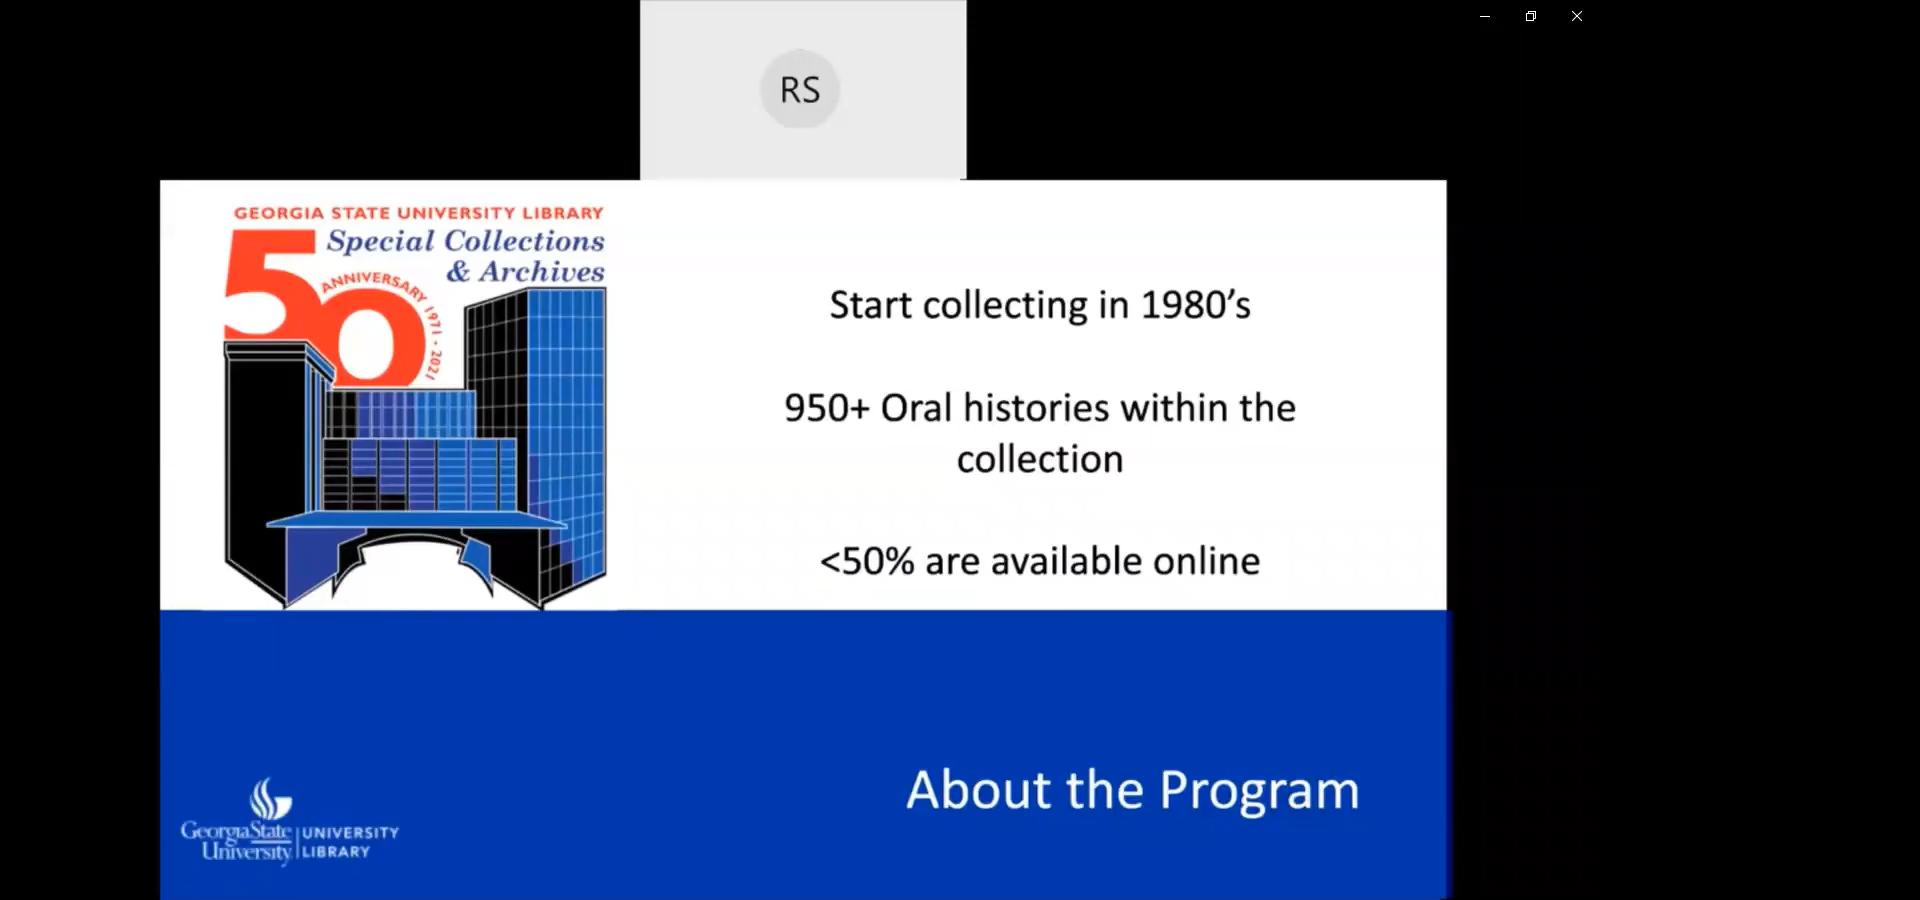 RS
GEORGIA STATE UNIVERSITY LIBRARY
Special Collections
& Archives
50
ANNIVERSARY 1971 • 2021
Start collecting in 1980’s
950+ Oral histories within the
collection
<50% are available online
About the Program
GeorgiaState
University
UNIVERSITY
LIBRARY